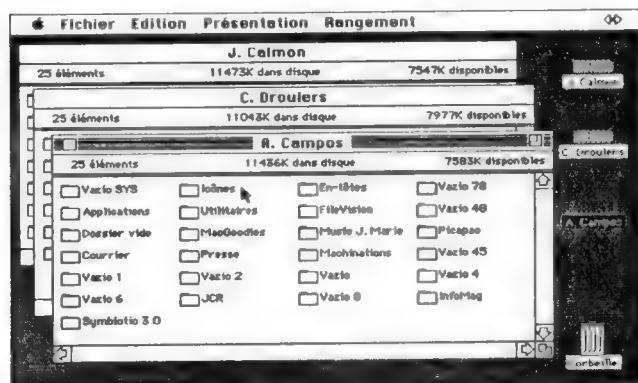 Fichier Edition Présentation Rangement
J. Calmon
25 éléments 11473K dans disque 7547K disponibles
C. Droulers
25 éléments 11043K dans disque 7977K disponibles
A. Campos
25 éléments 11436K dans disque 7583K disponibles
Vazio SYS Icônes En-têtes Vazio 78
Applications Utilitaires FileVision Vazio 48
Dossier vide MacGoodies Music J. Marie Picapao
Courrier Presse Machinations Vazio 45
Vazio 1 Vazio 2 Vazio Vazio 4
Vazio 6 JCR Vazio 8 InfoMag
Symbiotic 3.0
J. Calmon
C. Droulers
A. Campos
Corbeille